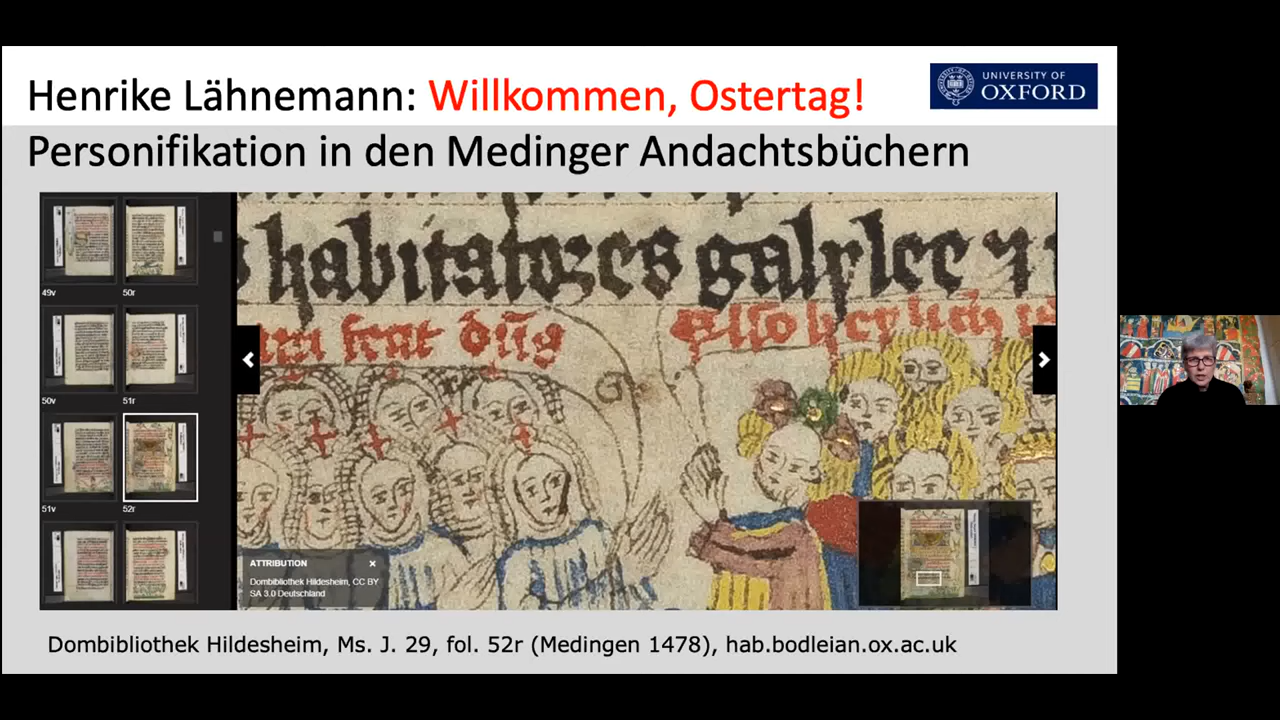 Henrike Lähnemann: Willkommen, Ostertag!
UNIVERSITY OF
OXFORD
Personifikation in den Medinger Andachtsbüchern
49v
50r
50v
51r
51v
52r
habitatores galylee
ATTRIBUTION
Dombibliothek Hildesheim, CC BY
SA 3.0 Deutschland
Dombibliothek Hildesheim, Ms. J. 29, fol. 52r (Medingen 1478), hab.bodleian.ox.ac.uk